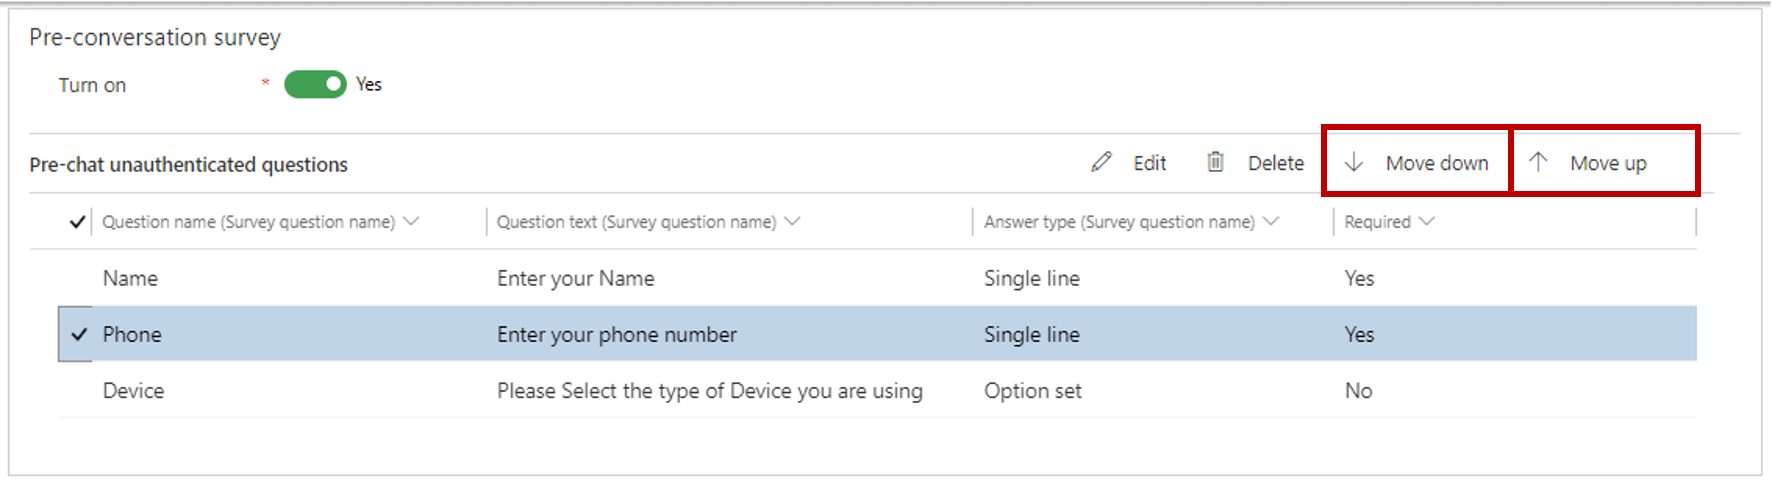 Pre-conversation survey
Turn on * Yes
Pre-chat unauthenticated questions Edit Delete Move down Move up
Question name (Survey question name) Question text (Survey question name) Answer type (Survey question name) Required
Name Enter your Name Single line Yes
Phone Enter your phone number Single line Yes
Device Please Select the type of Device you are using Option set No